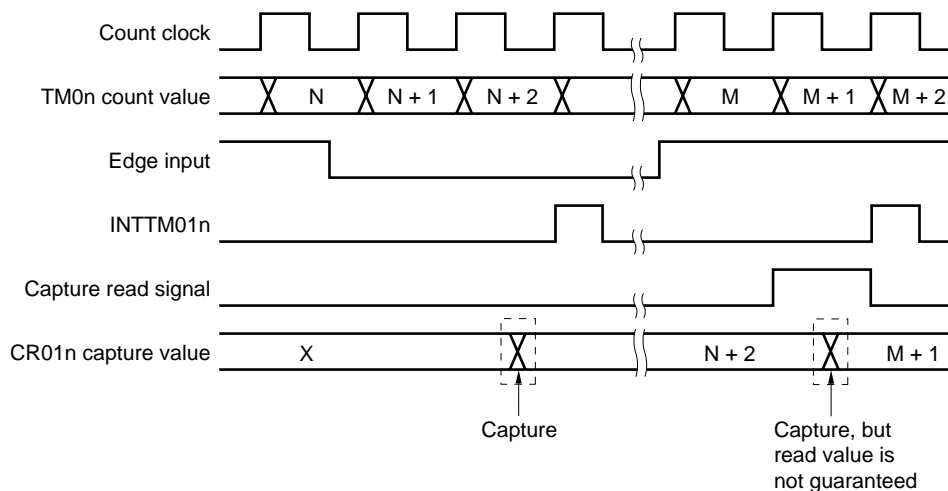 Count clock
TM0n count value N N + 1 N + 2 M M + 1 M + 2
Edge input
INTTM01n
Capture read signal
CR01n capture value X N + 2 M + 1
Capture
Capture, but
read value is
not guaranteed